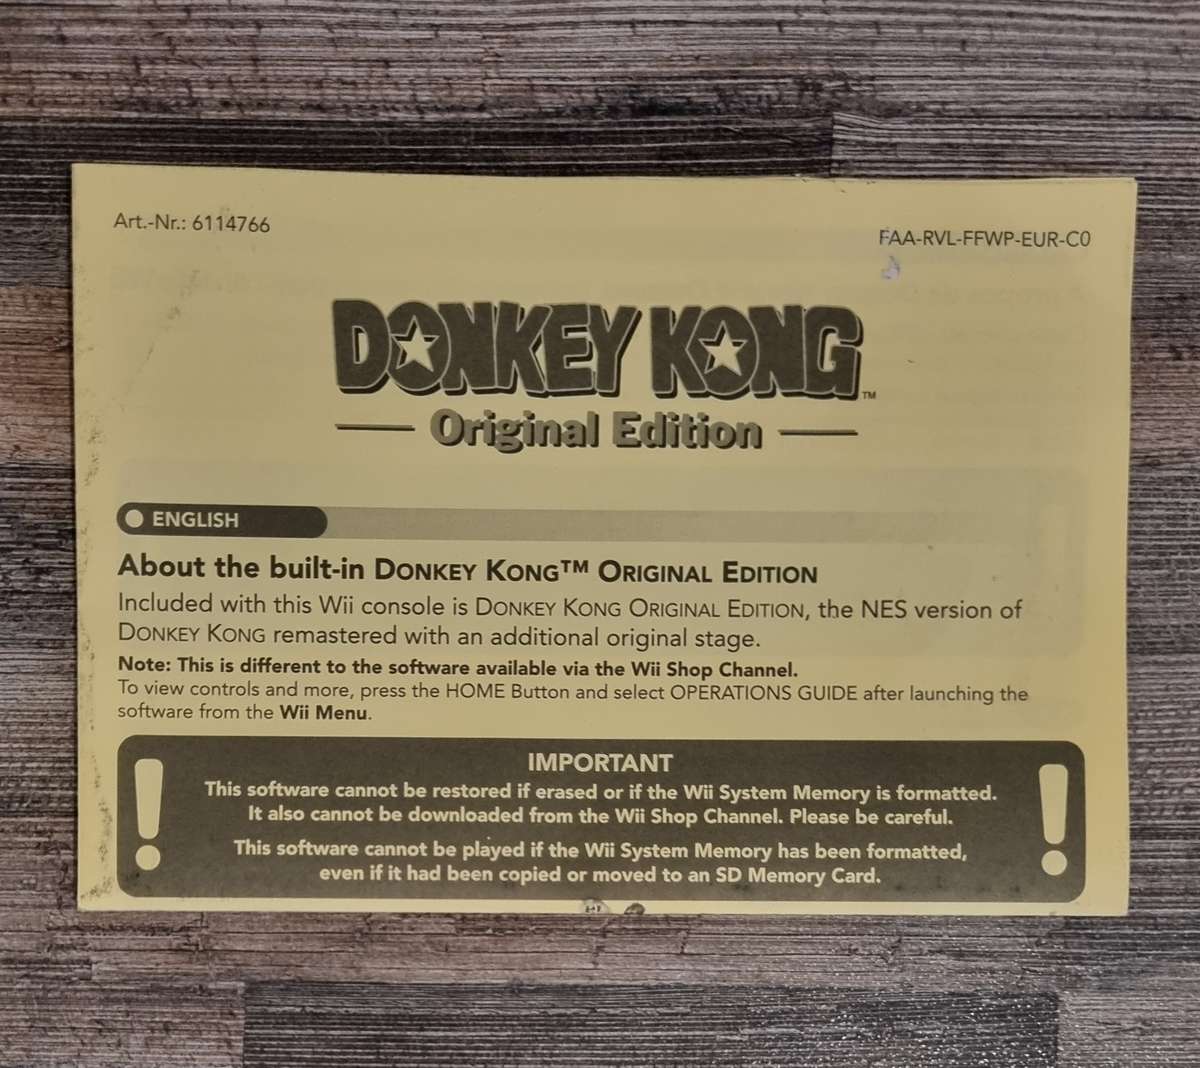 Art.-Nr.: 6114766
FAA-RVL-FFWP-EUR-C0
DONKEY KONG™
Original Edition
ENGLISH
About the built-in DONKEY KONG™ ORIGINAL EDITION
Included with this Wii console is DONKEY KONG ORIGINAL EDITION, the NES version of
DONKEY KONG remastered with an additional original stage.
Note: This is different to the software available via the Wii Shop Channel.
To view controls and more, press the HOME Button and select OPERATIONS GUIDE after launching the
software from the Wii Menu.
IMPORTANT
This software cannot be restored if erased or if the Wii System Memory is formatted.
It also cannot be downloaded from the Wii Shop Channel. Please be careful.
This software cannot be played if the Wii System Memory has been formatted,
even if it had been copied or moved to an SD Memory Card.